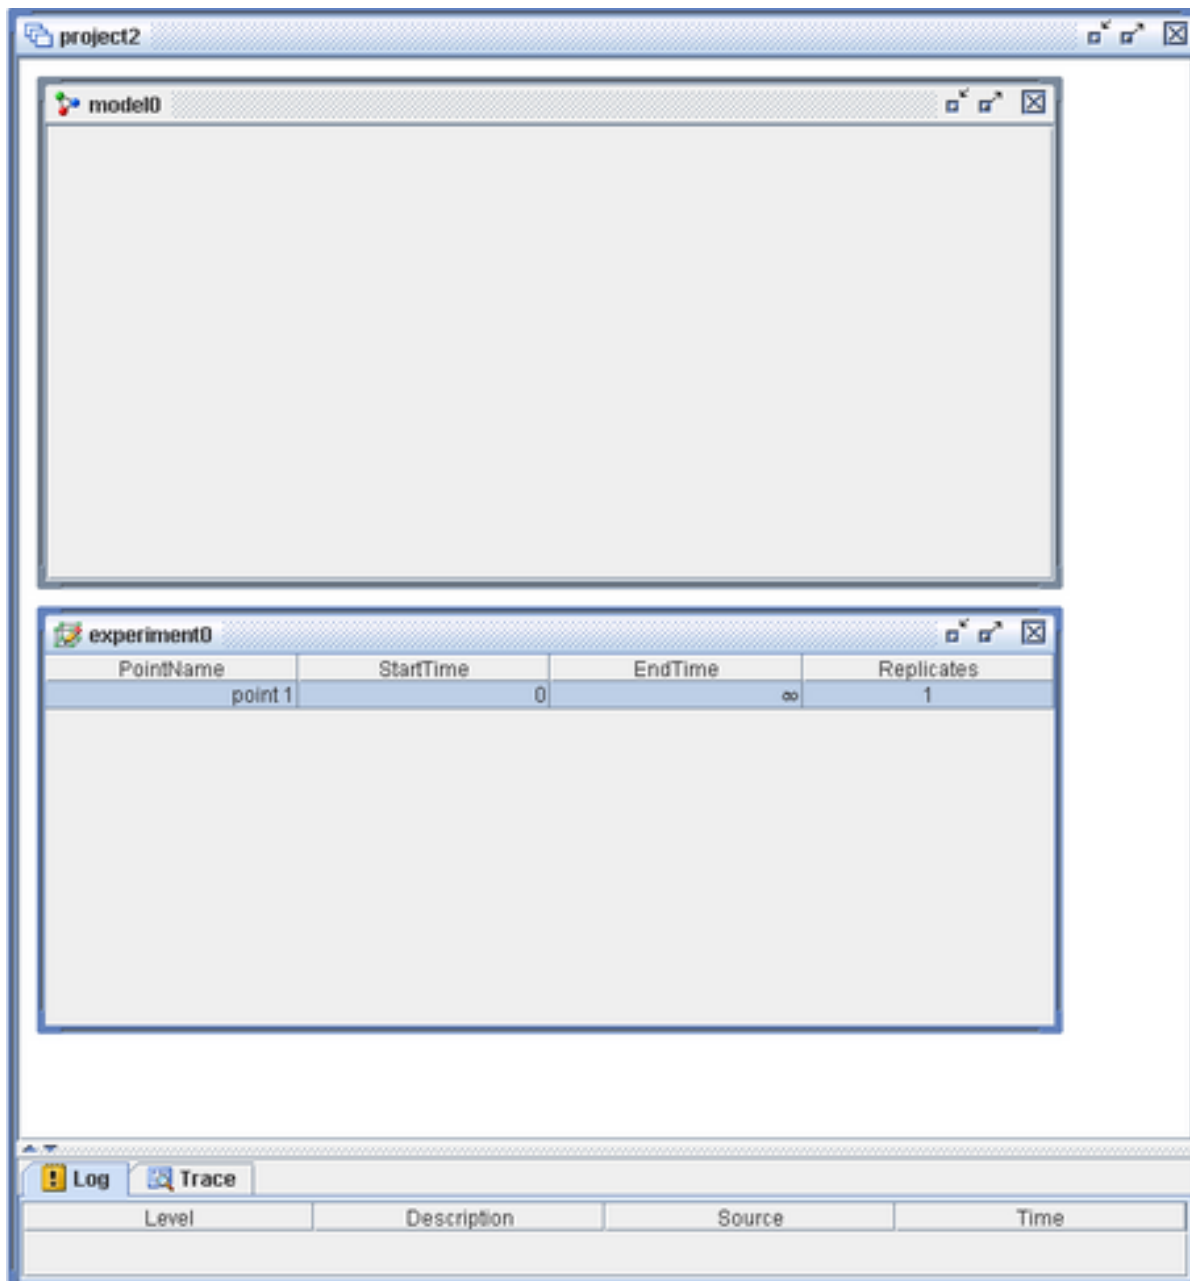 project2
model0
experiment0
PointName StartTime EndTime Replicates
point 1 0 ∞ 1
Log Trace
Level Description Source Time